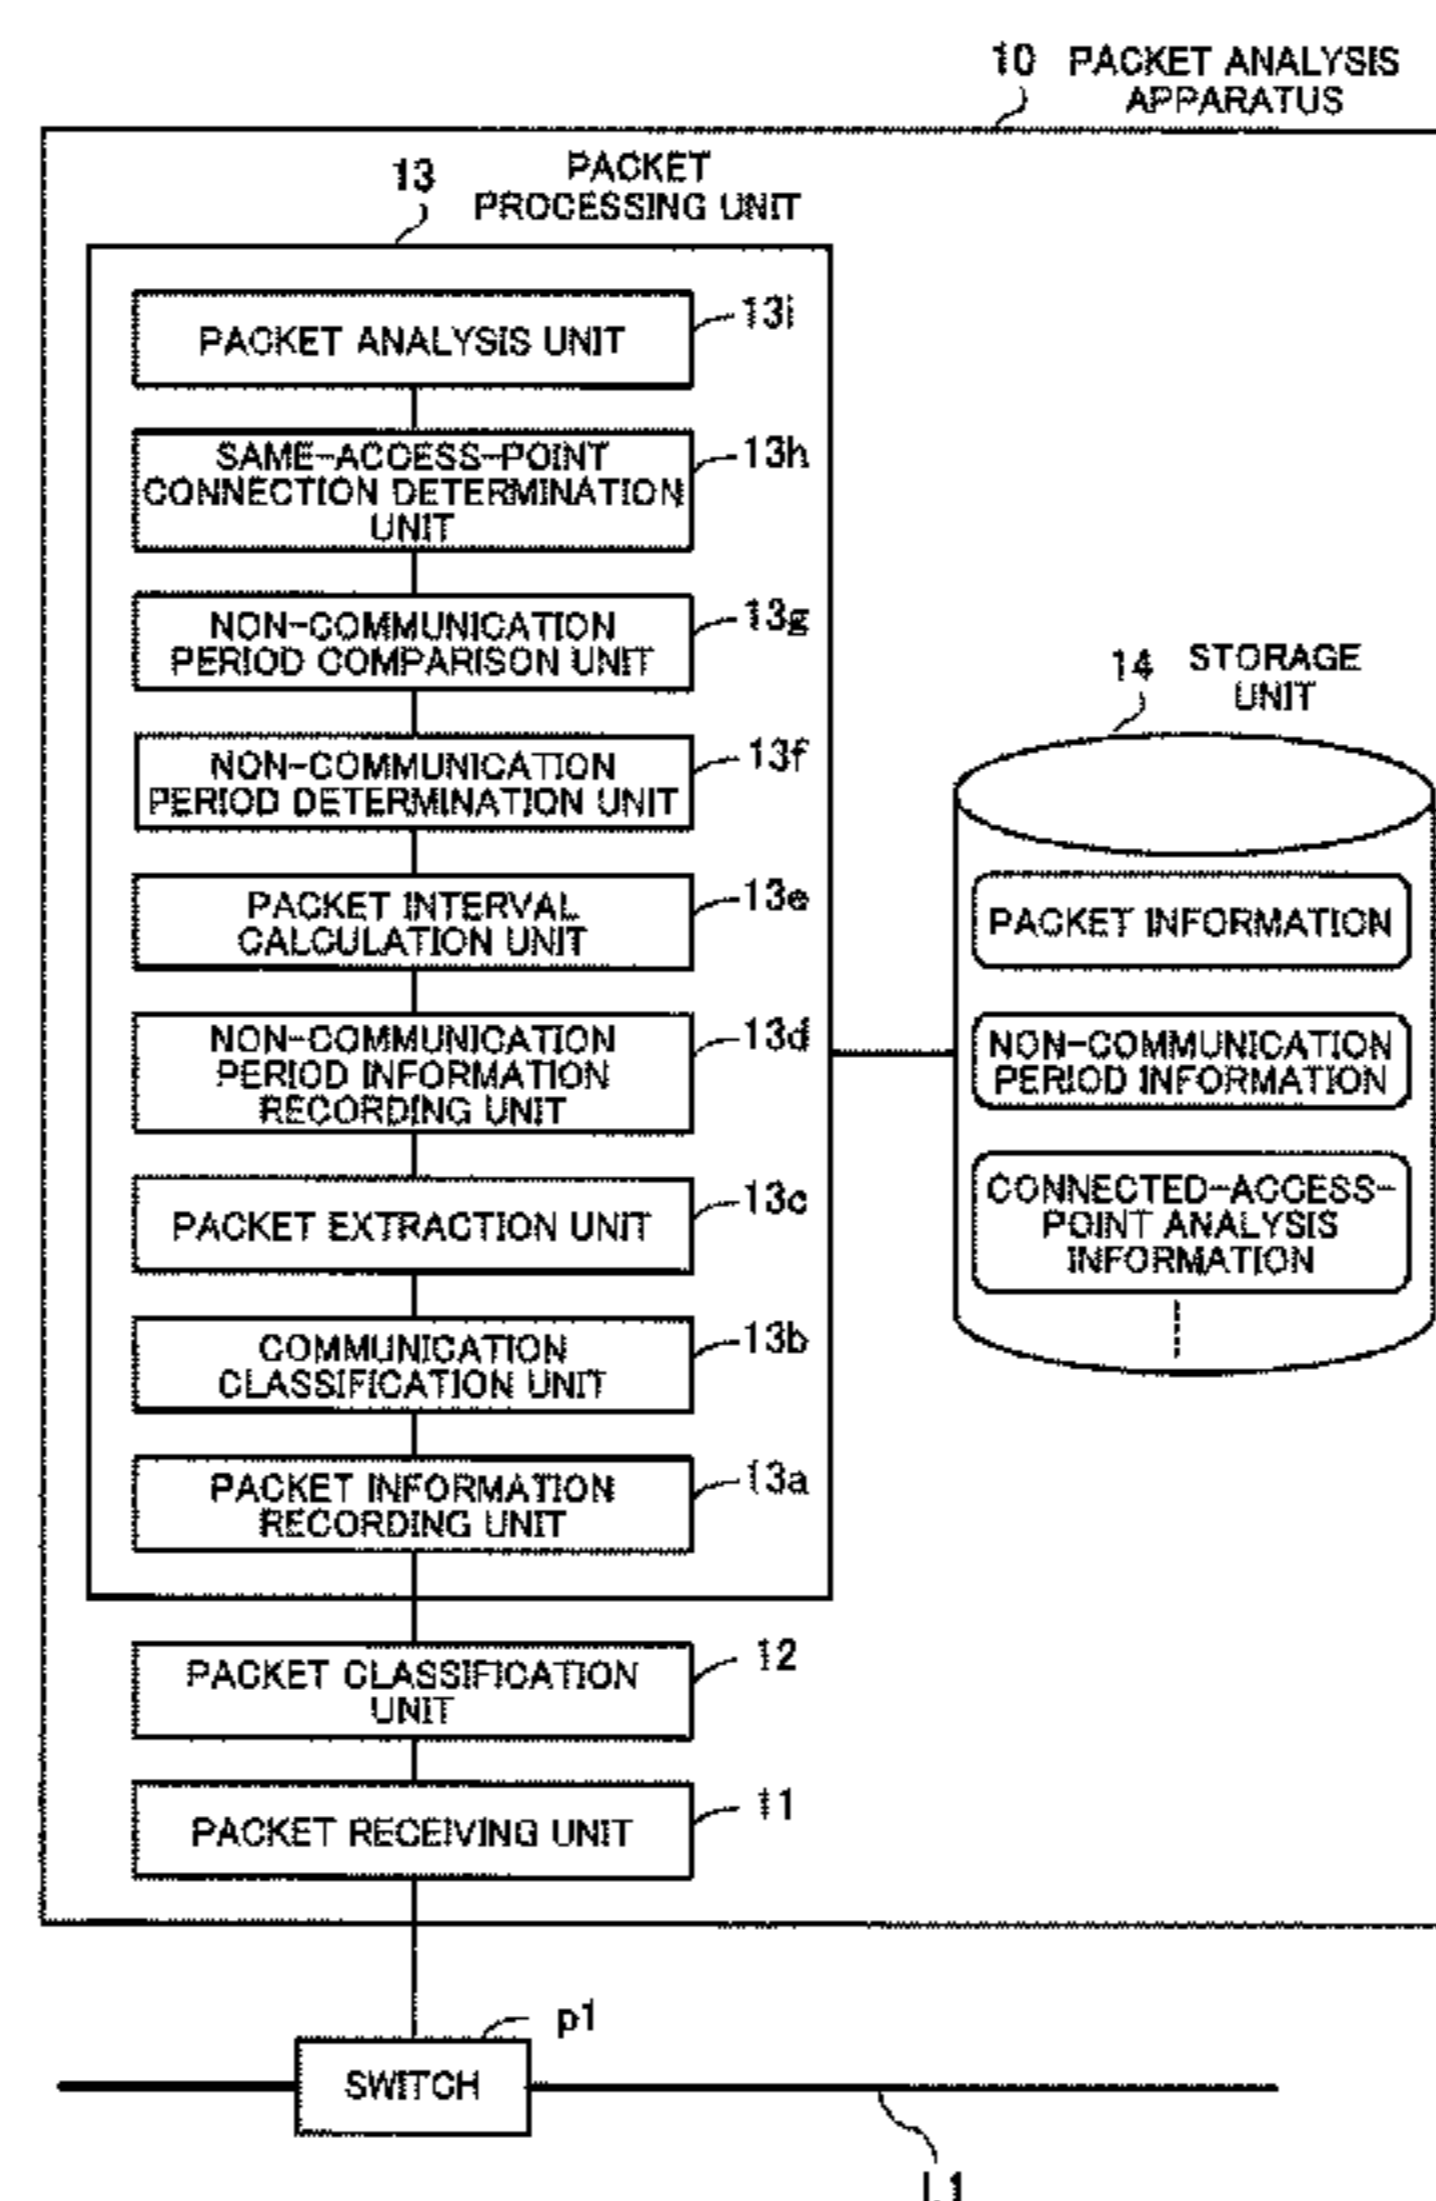 10 PACKET ANALYSIS
APPARATUS
13
PACKET
PROCESSING UNIT
PACKET ANALYSIS UNIT
13i
SAME-ACCESS-POINT
CONNECTION DETERMINATION
UNIT
13h
NON-COMMUNICATION
PERIOD COMPARISON UNIT
13g
NON-COMMUNICATION
PERIOD DETERMINATION UNIT
13f
PACKET INTERVAL
CALCULATION UNIT
13e
NON-COMMUNICATION
PERIOD INFORMATION
RECORDING UNIT
13d
PACKET EXTRACTION UNIT
13c
COMMUNICATION
CLASSIFICATION UNIT
13b
PACKET INFORMATION
RECORDING UNIT
13a
14 STORAGE
UNIT
PACKET INFORMATION
NON-COMMUNICATION
PERIOD INFORMATION
CONNECTED-ACCESS-
POINT ANALYSIS
INFORMATION
PACKET CLASSIFICATION
UNIT
12
PACKET RECEIVING UNIT
11
p1
SWITCH
L1